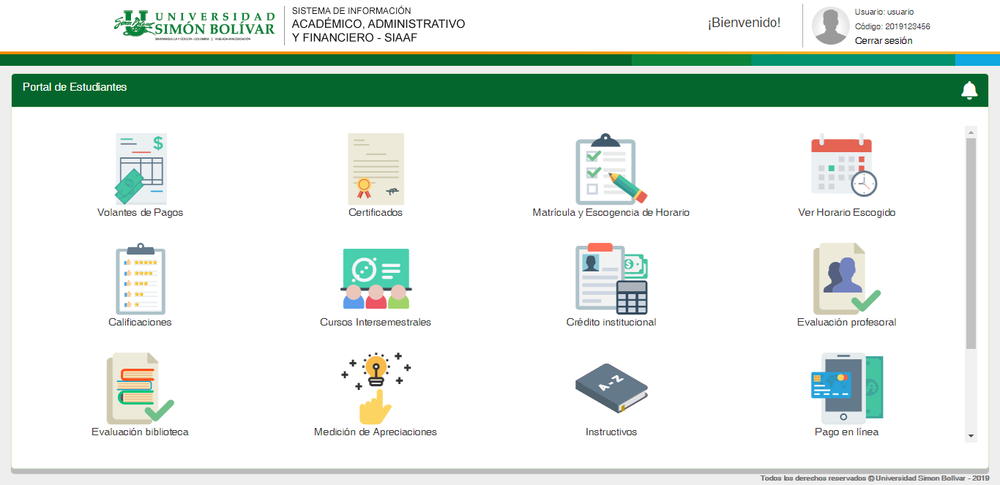 UNIVERSIDAD
SIMÓN BOLÍVAR
BARRANQUILLA Y CÚCUTA - COLOMBIA | VIGILADA MINEDUCACIÓN
SISTEMA DE INFORMACIÓN
ACADÉMICO, ADMINISTRATIVO
Y FINANCIERO - SIAAF
¡Bienvenido!
Usuario: usuario
Código: 2019123456
Cerrar sesión
Portal de Estudiantes
Volantes de Pagos
Certificados
Matrícula y Escogencia de Horario
Ver Horario Escogido
Calificaciones
Cursos Intersemestrales
Crédito institucional
Evaluación profesoral
A-Z
Evaluación biblioteca
Medición de Apreciaciones
Instructivos
Pago en línea
Todos los derechos reservados © Universidad Simon Bolívar - 2019